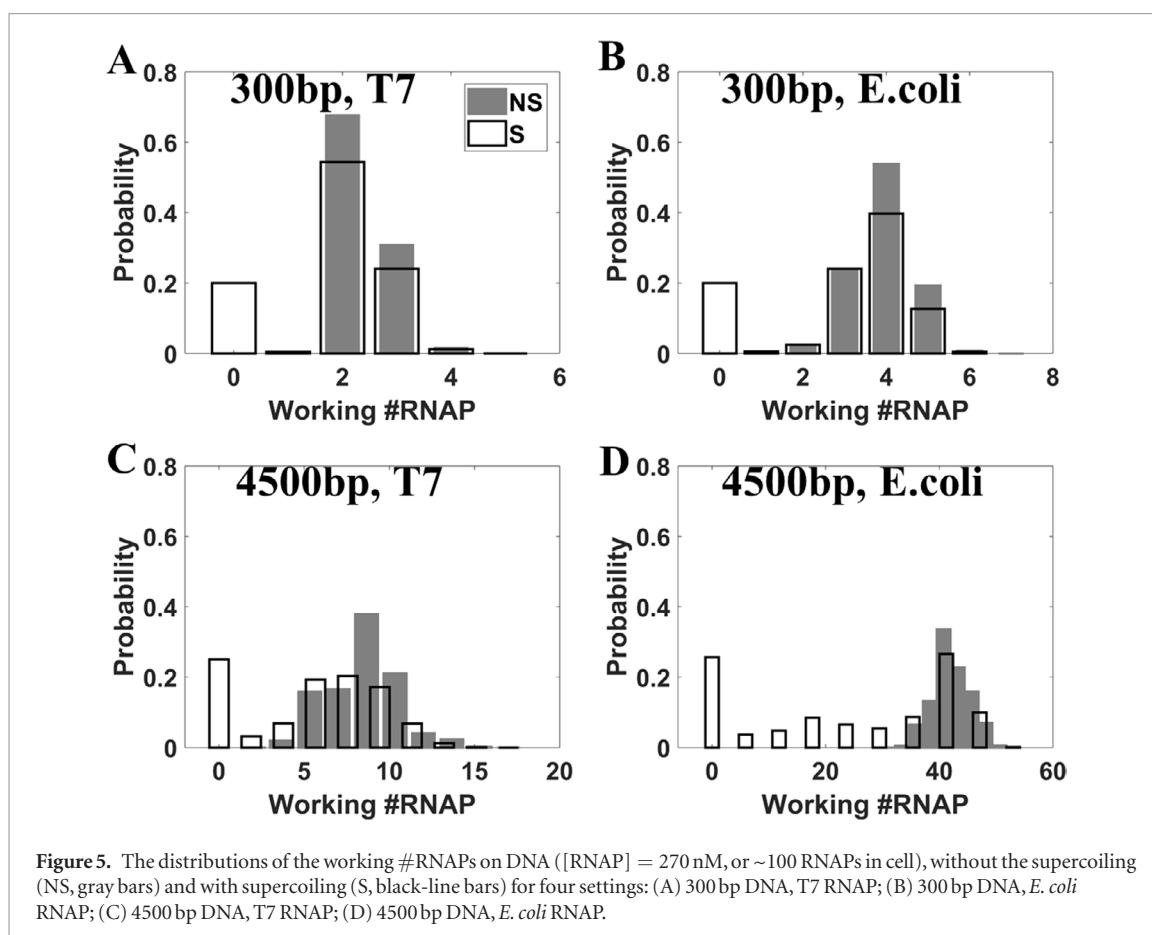 A
300bp, T7
NS
S
0.8
0.6
0.4
0.2
0
Probability
0 2 4 6
Working #RNAP
B
300bp, E.coli
0.8
0.6
0.4
0.2
0
Probability
0 2 4 6 8
Working #RNAP
C
4500bp, T7
0.8
0.6
0.4
0.2
0
Probability
0 5 10 15 20
Working #RNAP
D
4500bp, E.coli
0.8
0.6
0.4
0.2
0
Probability
0 20 40 60
Working #RNAP
Figure 5. The distributions of the working #RNAPs on DNA ([RNAP] = 270 nM, or ~100 RNAPs in cell), without the supercoiling
(NS, gray bars) and with supercoiling (S, black-line bars) for four settings: (A) 300 bp DNA, T7 RNAP; (B) 300 bp DNA, E. coli
RNAP; (C) 4500 bp DNA, T7 RNAP; (D) 4500 bp DNA, E. coli RNAP.